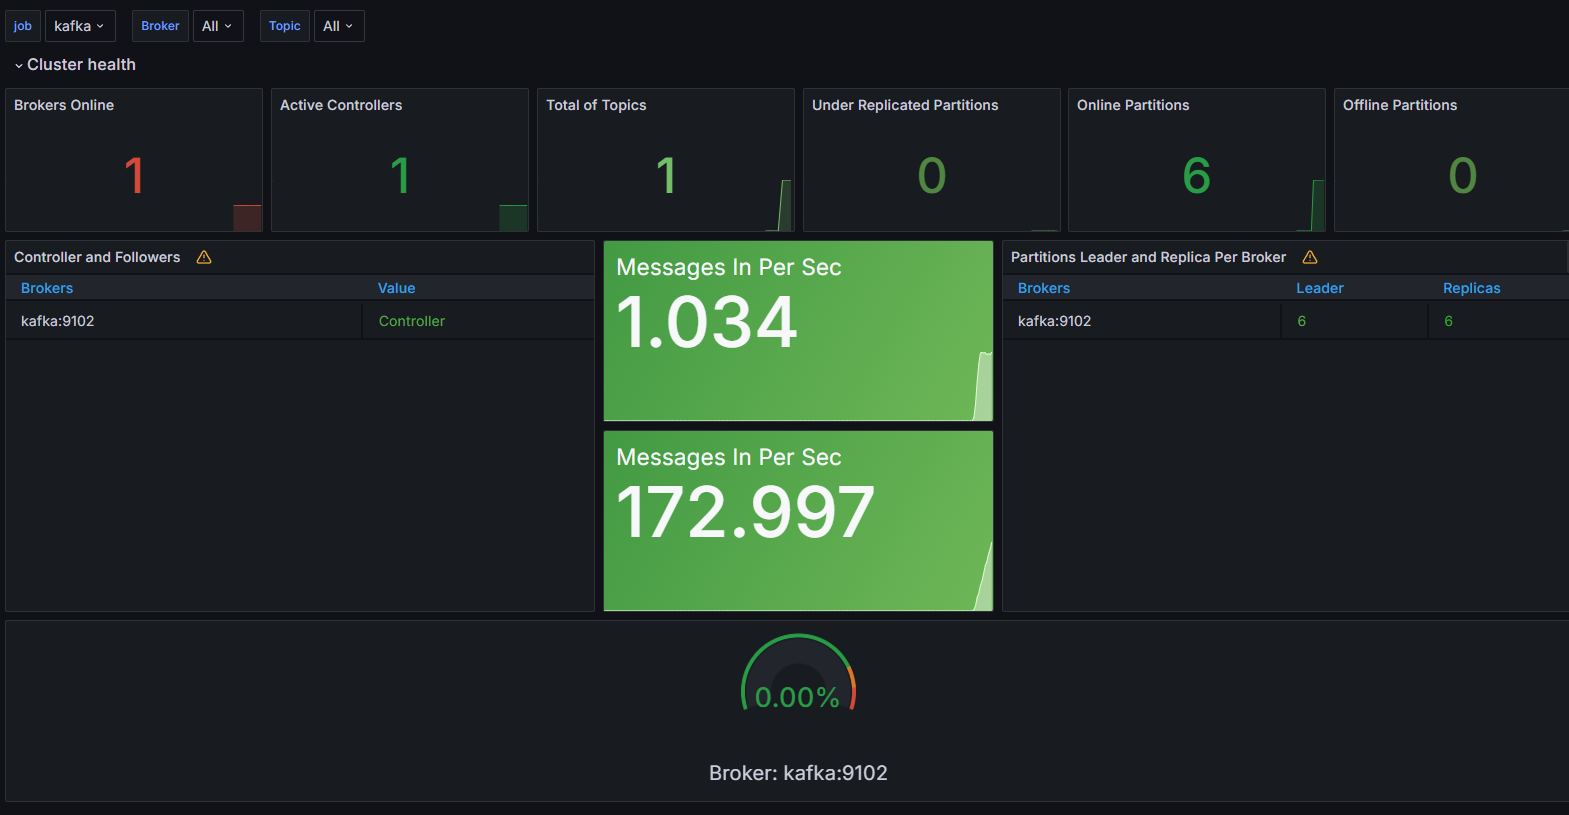 job kafka Broker All Topic All
Cluster health
Brokers Online
1
Active Controllers
1
Total of Topics
1
Under Replicated Partitions
0
Online Partitions
6
Offline Partitions
0
Controller and Followers
Brokers Value
kafka:9102 Controller
Messages In Per Sec
1.034
Messages In Per Sec
172.997
Partitions Leader and Replica Per Broker
Brokers Leader Replicas
kafka:9102 6 6
0.00%
Broker: kafka:9102